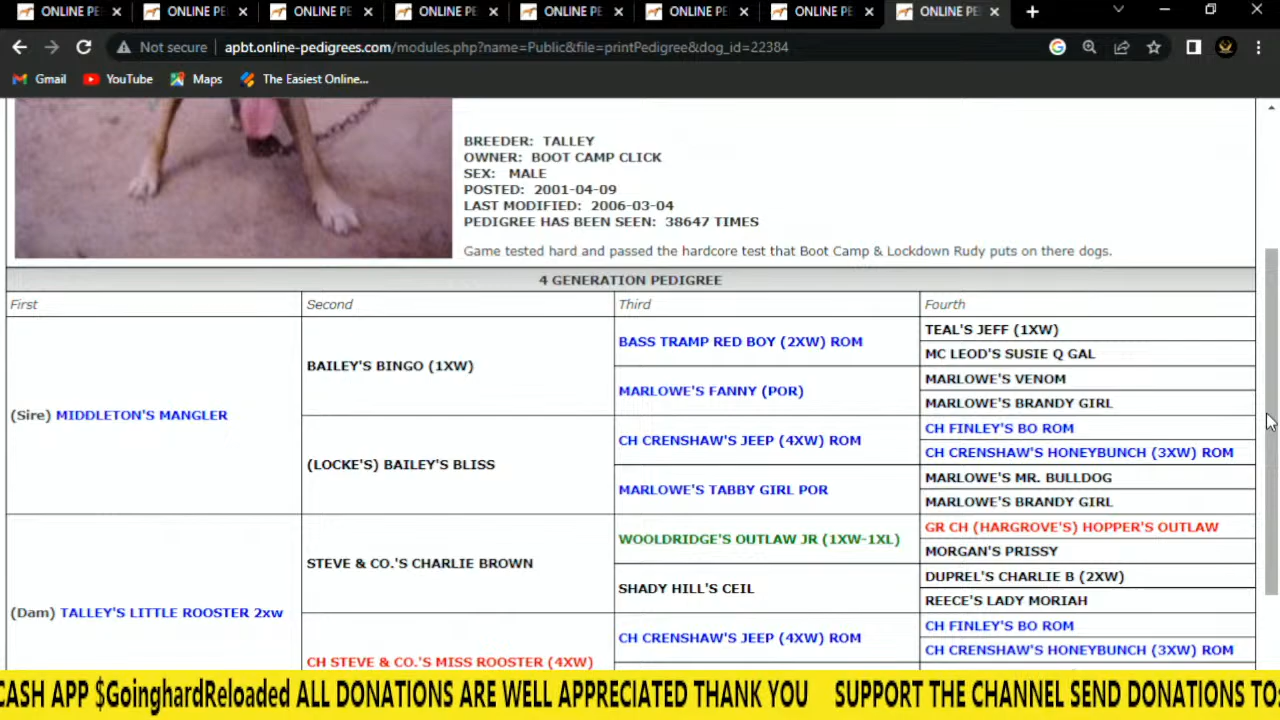 ONLINE PE ONLINE PE ONLINE PE ONLINE PE ONLINE PE ONLINE PE ONLINE PE ONLINE PE
Not secure apbt.online-pedigrees.com/modules.php?name=Public&file=printPedigree&dog_id=22384
Gmail YouTube Maps The Easiest Online...
BREEDER: TALLEY
OWNER: BOOT CAMP CLICK
SEX: MALE
POSTED: 2001-04-09
LAST MODIFIED: 2006-03-04
PEDIGREE HAS BEEN SEEN: 38647 TIMES
Game tested hard and passed the hardcore test that Boot Camp & Lockdown Rudy puts on there dogs.
4 GENERATION PEDIGREE
First Second Third Fourth
(Sire) MIDDLETON'S MANGLER
BAILEY'S BINGO (1XW)
BASS TRAMP RED BOY (2XW) ROM
TEAL'S JEFF (1XW)
MC LEOD'S SUSIE Q GAL
MARLOWE'S FANNY (POR)
MARLOWE'S VENOM
MARLOWE'S BRANDY GIRL
(LOCKE'S) BAILEY'S BLISS
CH CRENSHAW'S JEEP (4XW) ROM
CH FINLEY'S BO ROM
CH CRENSHAW'S HONEYBUNCH (3XW) ROM
MARLOWE'S TABBY GIRL POR
MARLOWE'S MR. BULLDOG
MARLOWE'S BRANDY GIRL
(Dam) TALLEY'S LITTLE ROOSTER 2xw
STEVE & CO.'S CHARLIE BROWN
WOOLDRIDGE'S OUTLAW JR (1XW-1XL)
GR CH (HARGROVE'S) HOPPER'S OUTLAW
MORGAN'S PRISSY
SHADY HILL'S CEIL
DUPREL'S CHARLIE B (2XW)
REECE'S LADY MORIAH
CH STEVE & CO.'S MISS ROOSTER (4XW)
CH CRENSHAW'S JEEP (4XW) ROM
CH FINLEY'S BO ROM
CH CRENSHAW'S HONEYBUNCH (3XW) ROM
CASH APP $GoinghardReloaded ALL DONATIONS ARE WELL APPRECIATED THANK YOU SUPPORT THE CHANNEL SEND DONATIONS TO: